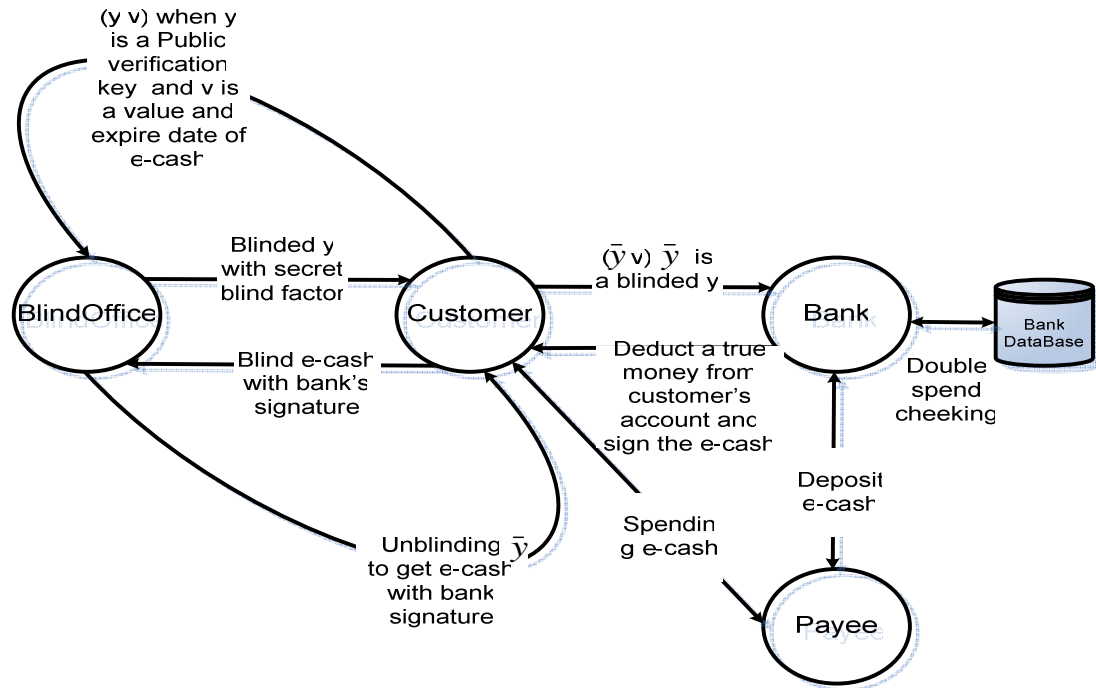 (y v) when y
is a Public
verification
key and v is
a value and
expire date of
e-cash
Blinded y
with secret
blind factor
(ȳ v) ȳ is
a blinded y
BlindOffice
Customer
Bank
Bank
DataBase
Blind e-cash
with bank's
signature
Deduct a true
money from
customer's
account and
sign the e-cash
Double
spend
cheeking
Deposit
e-cash
Spendin
g e-cash
Unblinding ȳ
to get e-cash
with bank
signature
Payee